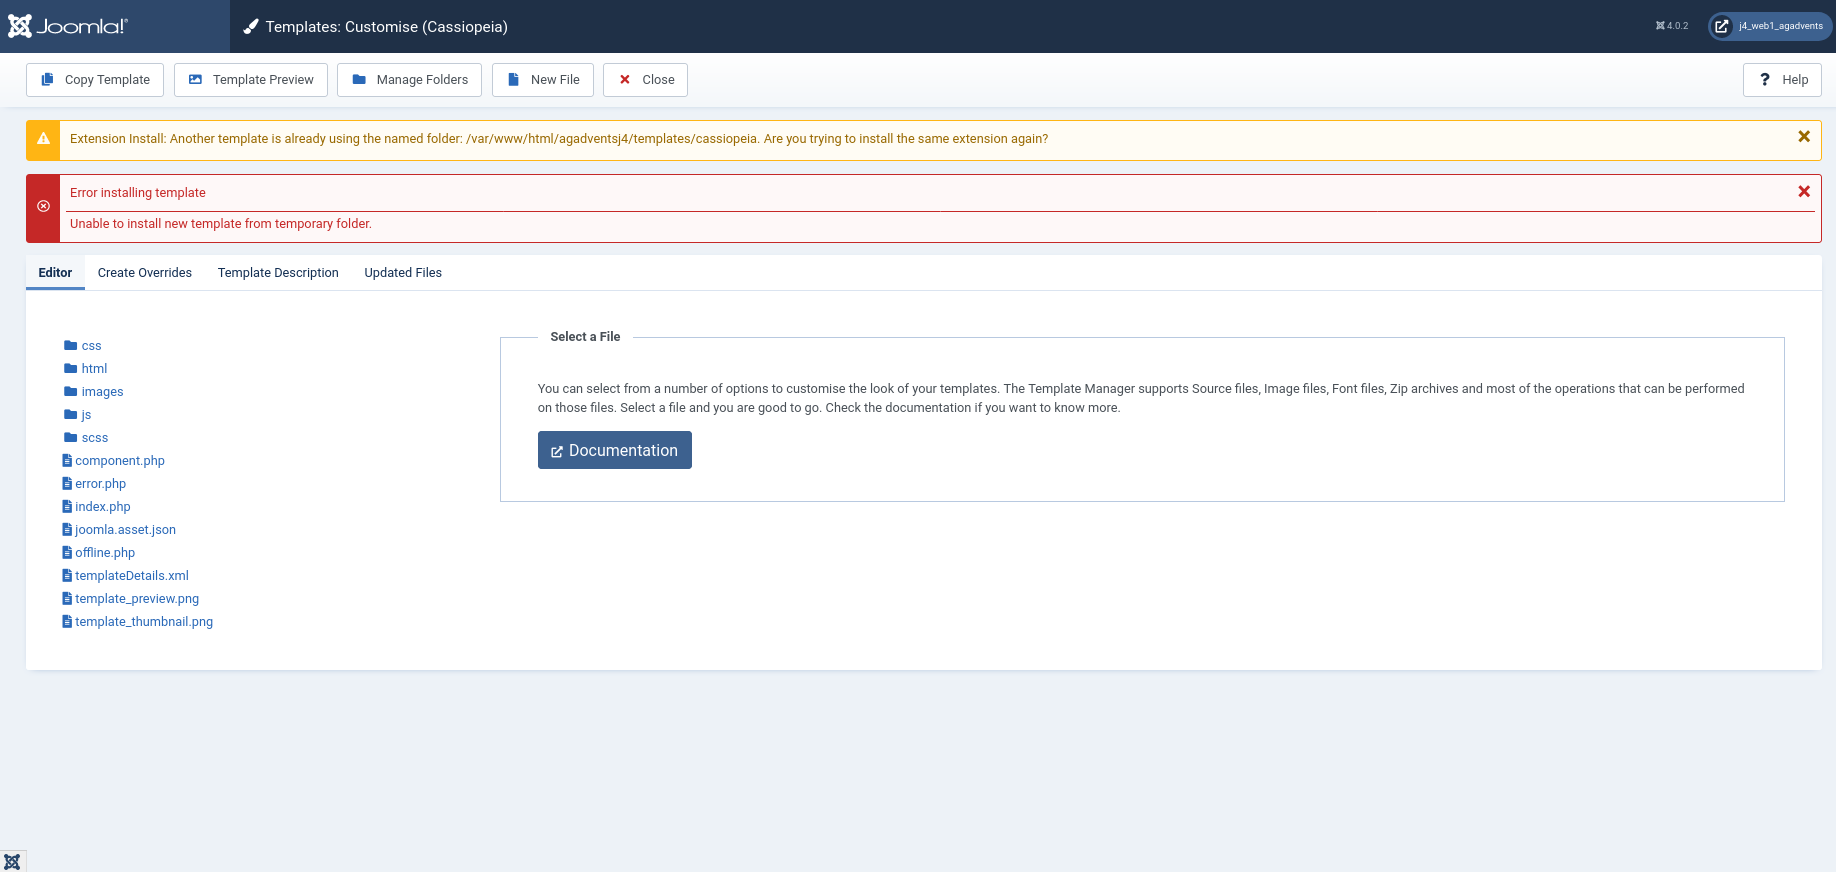 Joomla!® Templates: Customise (Cassiopeia) 4.0.2 j4_web1_agadvents
Copy Template Template Preview Manage Folders New File Close ? Help
Extension Install: Another template is already using the named folder: /var/www/html/agadventsj4/templates/cassiopeia. Are you trying to install the same extension again?
Error installing template
Unable to install new template from temporary folder.
Editor Create Overrides Template Description Updated Files
css
html
images
js
scss
component.php
error.php
index.php
joomla.asset.json
offline.php
templateDetails.xml
template_preview.png
template_thumbnail.png
Select a File
You can select from a number of options to customise the look of your templates. The Template Manager supports Source files, Image files, Font files, Zip archives and most of the operations that can be performed
on those files. Select a file and you are good to go. Check the documentation if you want to know more.
Documentation